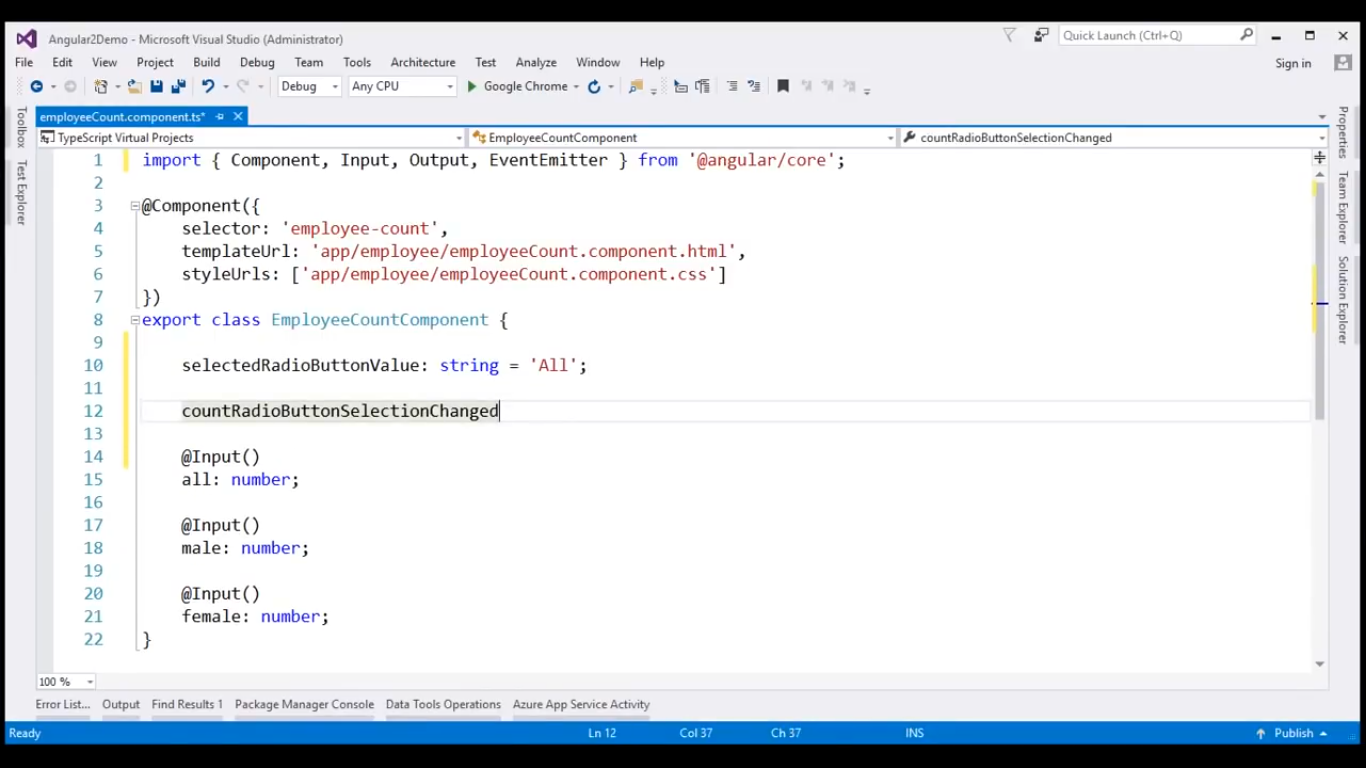 Angular2Demo - Microsoft Visual Studio (Administrator)
Quick Launch (Ctrl+Q)
File Edit View Project Build Debug Team Tools Architecture Test Analyze Window Help
Sign in
Debug Any CPU Google Chrome
employeeCount.component.ts*
TypeScript Virtual Projects EmployeeCountComponent countRadioButtonSelectionChanged
Toolbox
Test Explorer
Properties
Team Explorer
Solution Explorer
1 import { Component, Input, Output, EventEmitter } from '@angular/core';
2
3 @Component({
4 selector: 'employee-count',
5 templateUrl: 'app/employee/employeeCount.component.html',
6 styleUrls: ['app/employee/employeeCount.component.css']
7 })
8 export class EmployeeCountComponent {
9
10 selectedRadioButtonValue: string = 'All';
11
12 countRadioButtonSelectionChanged
13
14 @Input()
15 all: number;
16
17 @Input()
18 male: number;
19
20 @Input()
21 female: number;
22 }
100 %
Error List... Output Find Results 1 Package Manager Console Data Tools Operations Azure App Service Activity
Ready Ln 12 Col 37 Ch 37 INS Publish